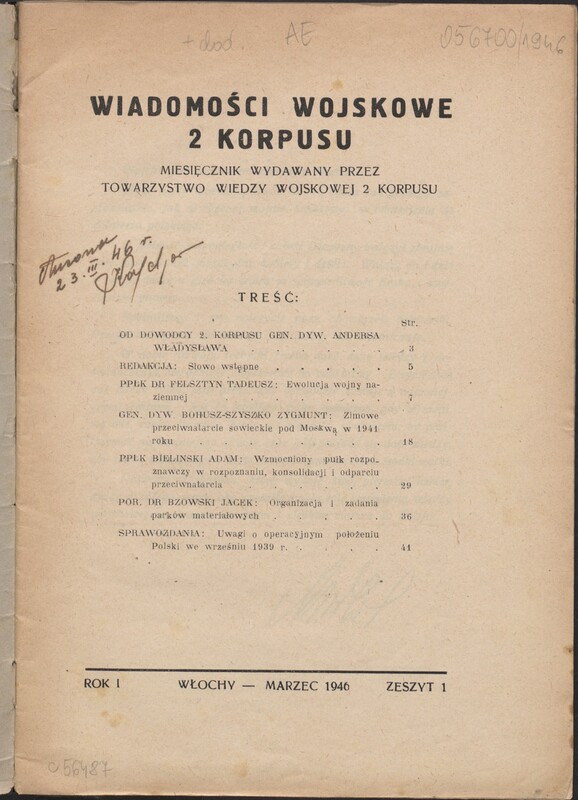 + dod. AE 056700/1946
WIADOMOŚCI WOJSKOWE
2 KORPUSU
MIESIĘCZNIK WYDAWANY PRZEZ
TOWARZYSTWO WIEDZY WOJSKOWEJ 2 KORPUSU
23.III.46 r.
TREŚĆ:
Str.
OD DOWODCY 2. KORPUSU GEN. DYW. ANDERSA
WŁADYSŁAWA . . . . . . 3
REDAKCJA: Słowo wstępne . . . . . 5
PPŁK DR FELSZTYN TADEUSZ: Ewolucja wojny na-
ziemnej . . . . . . 7
GEN. DYW. BOHUSZ-SZYSZKO ZYGMUNT: Zimowe
przeciwnatarcie sowieckie pod Moskwą w 1941
roku . . . . . . . 18
PPŁK BIELINSKI ADAM: Wzmocniony pułk rozpo-
znawczy w rozpoznaniu, konsolidacji i odparciu
przeciwnatarcia . . . . . . 29
POR. DR BZOWSKI JACEK: Organizacja i zadania
parków materiałowych . . . . . 36
SPRAWOZDANIA: Uwagi o operacyjnym położeniu
Polski we wrześniu 1939 r. . . . . 41
ROK I WŁOCHY — MARZEC 1946 ZESZYT 1
c 56487